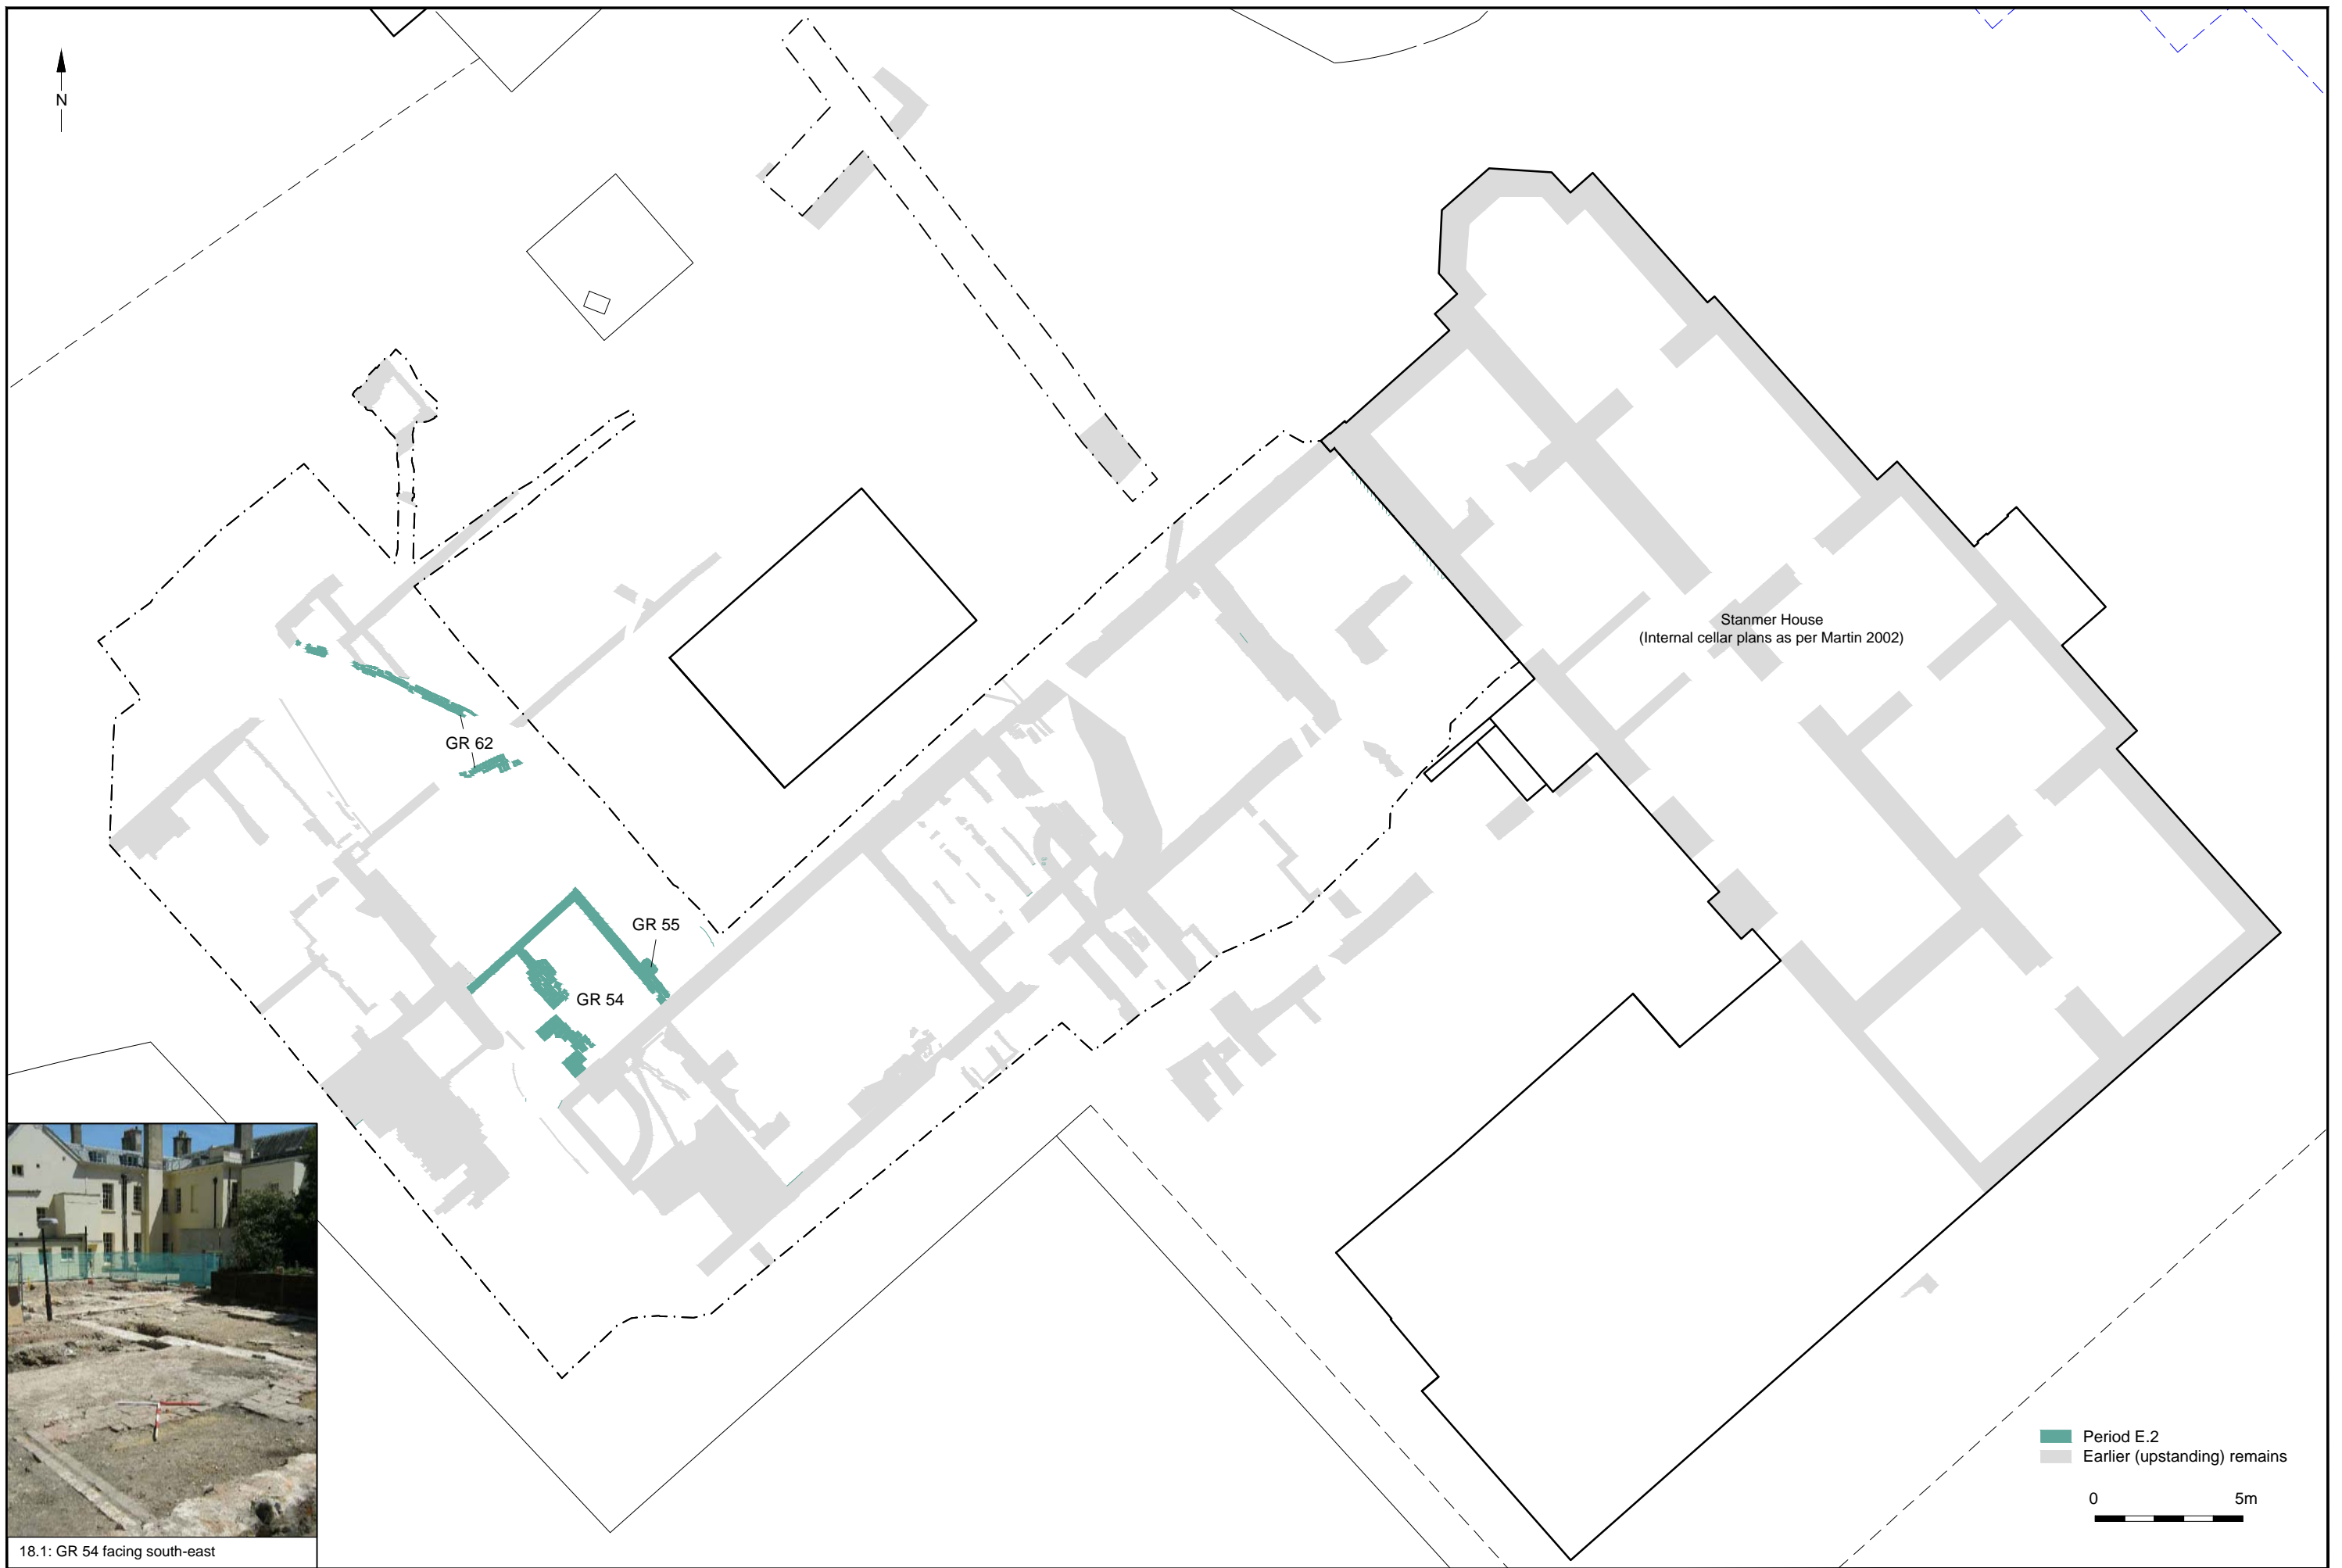 N
Stanmer House
(Internal cellar plans as per Martin 2002)
GR 62
GR 55
GR 54
Period E.2
Earlier (upstanding) remains
0 5m
18.1: GR 54 facing south-east